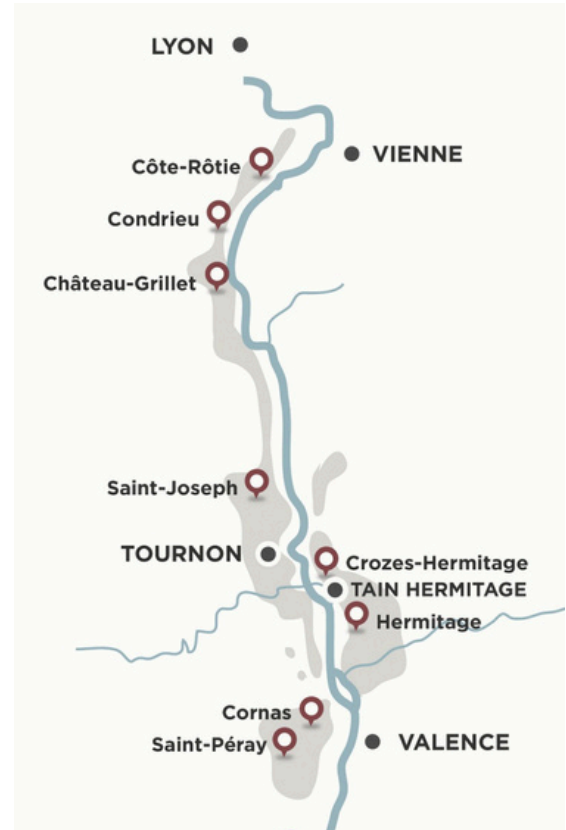 LYON
VIENNE
Côte-Rôtie
Condrieu
Château-Grillet
Saint-Joseph
TOURNON
Crozes-Hermitage
TAIN HERMITAGE
Hermitage
Cornas
Saint-Péray
VALENCE